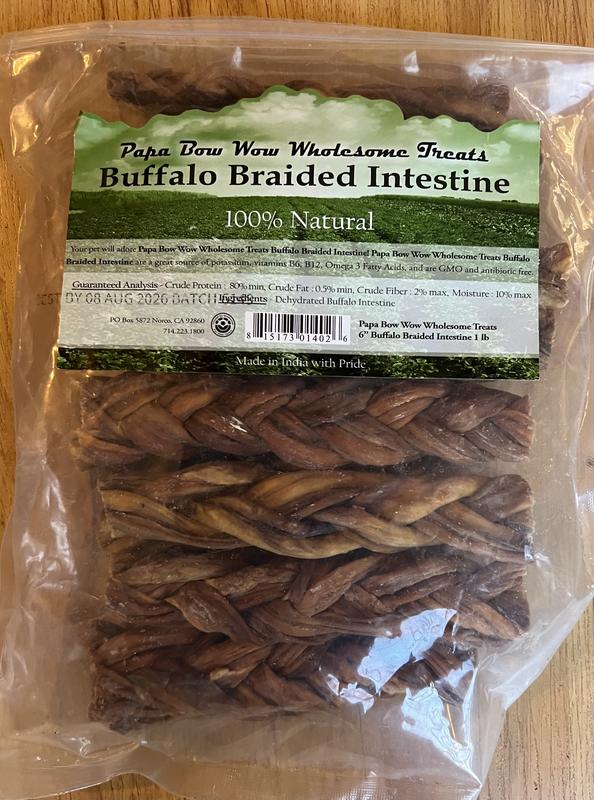 Papa Bow Wow Wholesome Treats
Buffalo Braided Intestine
100% Natural
Your pet will adore Papa Bow Wow Wholesome Treats Buffalo Braided Intestine! Papa Bow Wow Wholesome Treats Buffalo
Braided Intestine are a great source of potassium, vitamins B6, B12, Omega 3 Fatty Acids, and are GMO and antibiotic free.
Guaranteed Analysis - Crude Protein : 80% min, Crude Fat : 0.5% min, Crude Fiber : 2% max, Moisture : 10% max
BY 08 AUG 2026 BATCH Ingredients - Dehydrated Buffalo Intestine
PO Box 5872 Norco, CA 92860
714.223.1800
8 15173 01402 6
Papa Bow Wow Wholesome Treats
6" Buffalo Braided Intestine 1 lb
Made in India with Pride